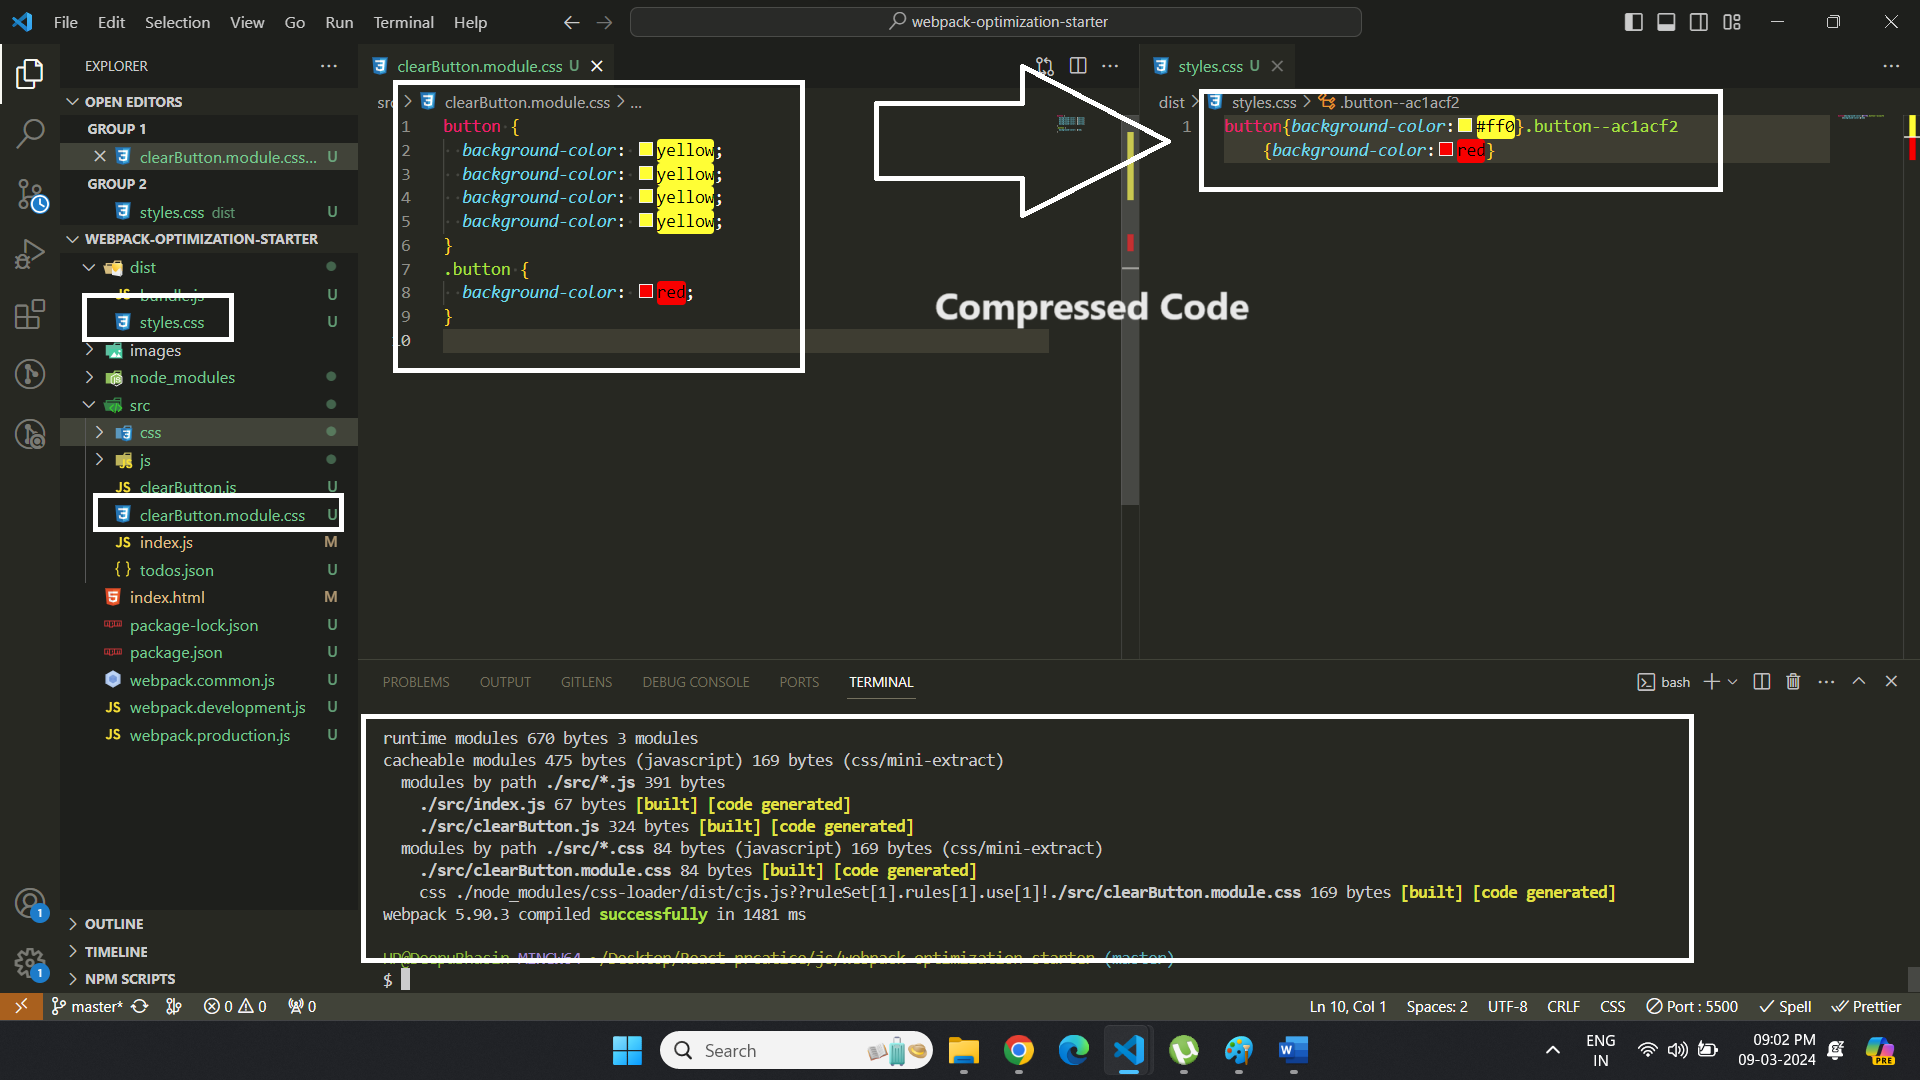 File Edit Selection View Go Run Terminal Help
webpack-optimization-starter
EXPLORER
OPEN EDITORS
GROUP 1
clearButton.module.css... U
GROUP 2
styles.css dist U
WEBPACK-OPTIMIZATION-STARTER
dist
bundle.js U
styles.css U
images
node_modules
src
css
js
clearButton.js U
clearButton.module.css U
index.js M
todos.json U
index.html M
package-lock.json U
package.json U
webpack.common.js U
webpack.development.js U
webpack.production.js U
OUTLINE
TIMELINE
NPM SCRIPTS
clearButton.module.css U
src > clearButton.module.css > ...
1 button {
2 background-color: yellow;
3 background-color: yellow;
4 background-color: yellow;
5 background-color: yellow;
6 }
7 .button {
8 background-color: red;
9 }
10
Compressed Code
styles.css U
dist > styles.css > .button--ac1acf2
1 button{background-color:#ff0}.button--ac1acf2
{background-color:red}
PROBLEMS OUTPUT GITLENS DEBUG CONSOLE PORTS TERMINAL
bash
runtime modules 670 bytes 3 modules
cacheable modules 475 bytes (javascript) 169 bytes (css/mini-extract)
modules by path ./src/*.js 391 bytes
./src/index.js 67 bytes [built] [code generated]
./src/clearButton.js 324 bytes [built] [code generated]
modules by path ./src/*.css 84 bytes (javascript) 169 bytes (css/mini-extract)
./src/clearButton.module.css 84 bytes [built] [code generated]
css ./node_modules/css-loader/dist/cjs.js??ruleSet[1].rules[1].use[1]!./src/clearButton.module.css 169 bytes [built] [code generated]
webpack 5.90.3 compiled successfully in 1481 ms
HP@DeepuBhasin MINGW64 ~/Desktop/React-prcatice/js/webpack-optimization-starter (master)
$
master* 0 0 0
Ln 10, Col 1 Spaces: 2 UTF-8 CRLF CSS Port : 5500 Spell Prettier
Search
ENG
IN
09:02 PM
09-03-2024
1
1
PRE